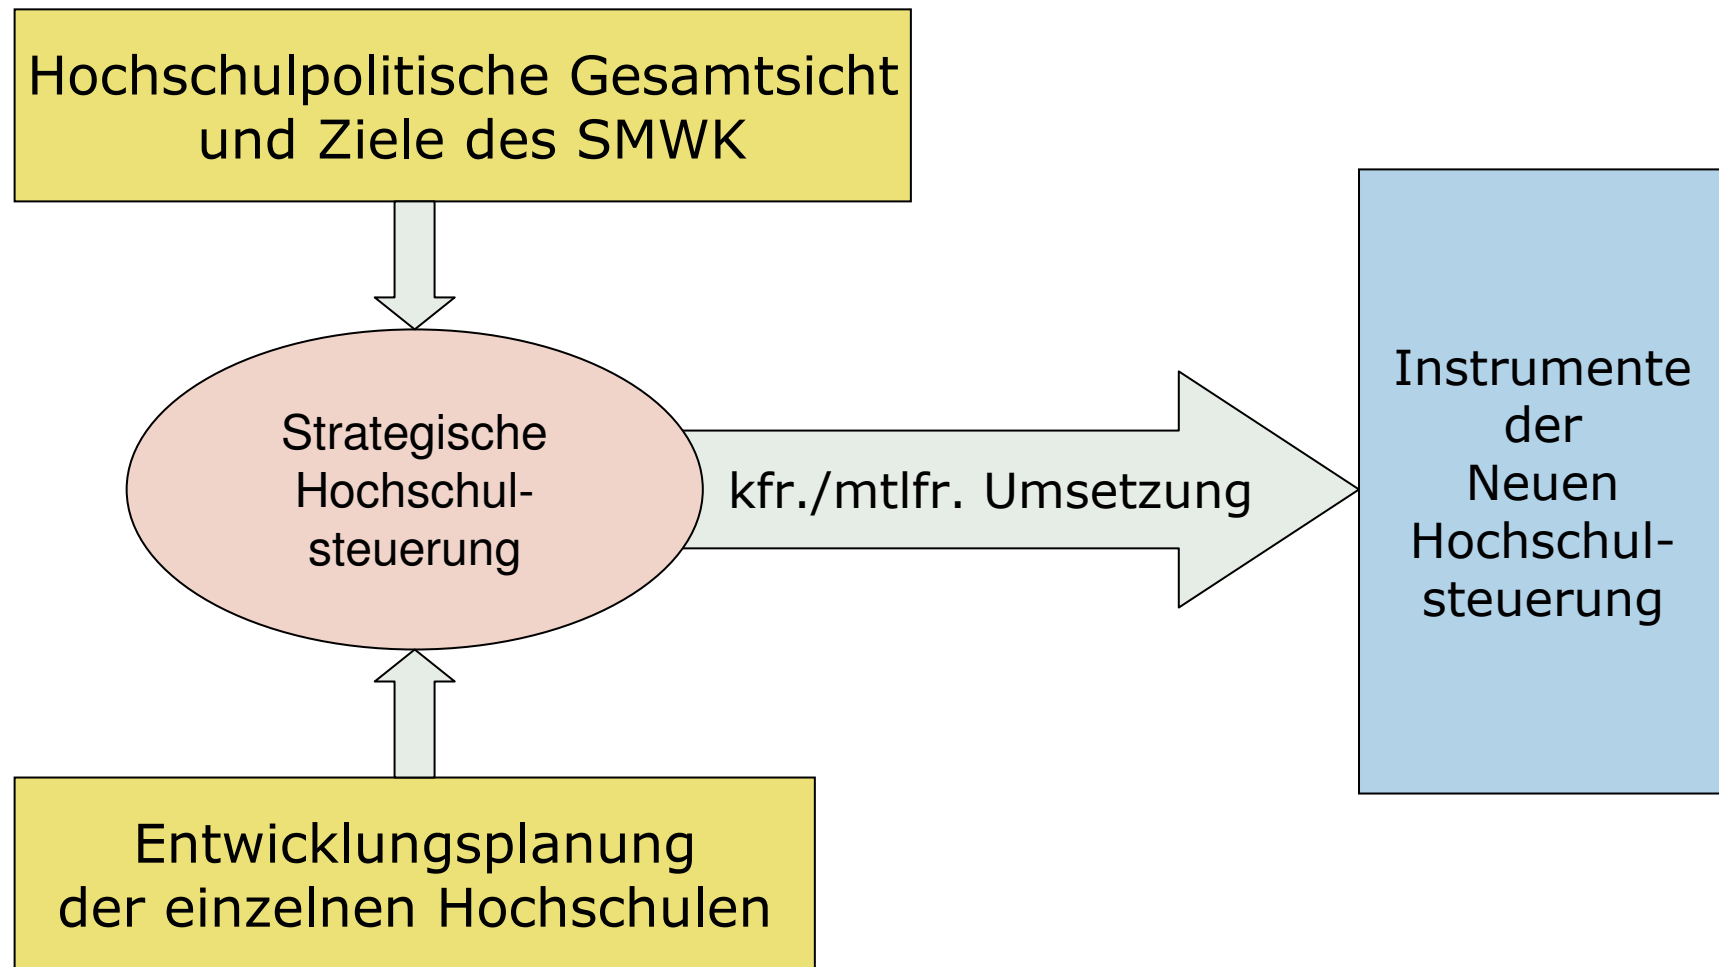 Hochschulpolitische Gesamtsicht
und Ziele des SMWK
Strategische
Hochschul-
steuerung
kfr./mtlfr. Umsetzung
Instrumente
der
Neuen
Hochschul-
steuerung
Entwicklungsplanung
der einzelnen Hochschulen